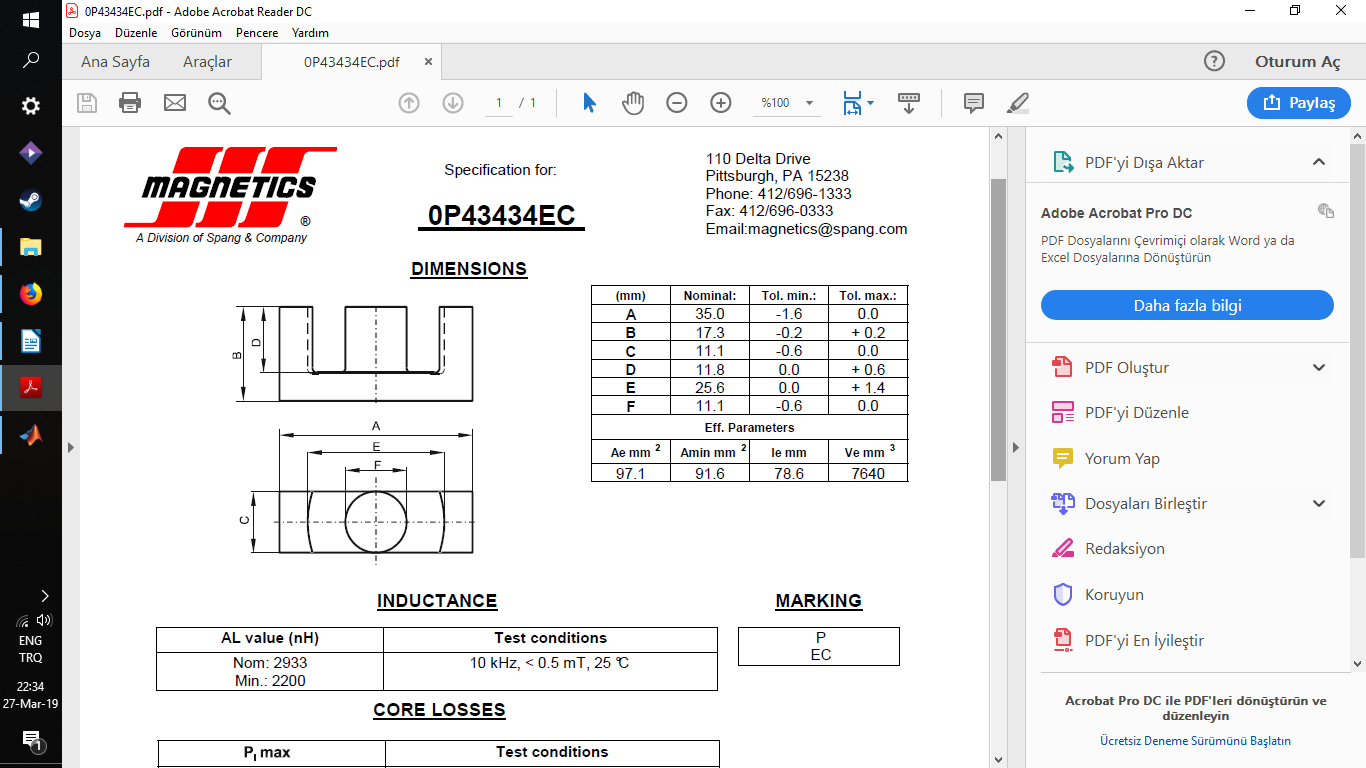 0P43434EC.pdf - Adobe Acrobat Reader DC
Dosya Düzenle Görünüm Pencere Yardım
Ana Sayfa Araçlar 0P43434EC.pdf × ? Oturum Aç
1 / 1 %100 Paylaş
MAGNETICS
®
A Division of Spang & Company
Specification for:
0P43434EC
110 Delta Drive
Pittsburgh, PA 15238
Phone: 412/696-1333
Fax: 412/696-0333
Email:magnetics@spang.com
DIMENSIONS
B
D
A
E
F
C
(mm) Nominal: Tol. min.: Tol. max.:
A 35.0 -1.6 0.0
B 17.3 -0.2 + 0.2
C 11.1 -0.6 0.0
D 11.8 0.0 + 0.6
E 25.6 0.0 + 1.4
F 11.1 -0.6 0.0
Eff. Parameters
Ae mm 2 Amin mm 2 le mm Ve mm 3
97.1 91.6 78.6 7640
INDUCTANCE
AL value (nH) Test conditions
Nom: 2933 10 kHz, < 0.5 mT, 25 °C
Min.: 2200
MARKING
P
EC
CORE LOSSES
Pl max Test conditions
PDF'yi Dışa Aktar
Adobe Acrobat Pro DC
PDF Dosyalarını Çevrimiçi olarak Word ya da
Excel Dosyalarına Dönüştürün
Daha fazla bilgi
PDF Oluştur
PDF'yi Düzenle
Yorum Yap
Dosyaları Birleştir
Redaksiyon
Koruyun
PDF'yi En İyileştir
Acrobat Pro DC ile PDF'leri dönüştürün ve
düzenleyin
Ücretsiz Deneme Sürümünü Başlatın
ENG
TRQ
22:34
27-Mar-19
1